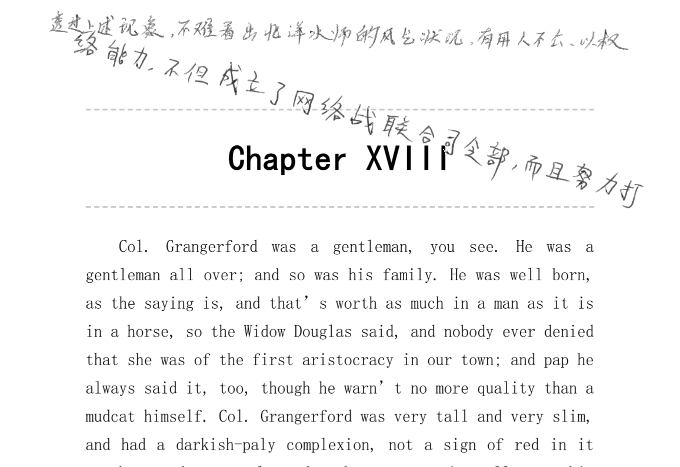 透过上述现象,不难看出北洋水师的风气状况,有用人不公、以权
络能力,不但成立了网络战联合司令部,而且努力打
Chapter XVIII
Col. Grangerford was a gentleman, you see. He was a
gentleman all over; and so was his family. He was well born,
as the saying is, and that’s worth as much in a man as it is
in a horse, so the Widow Douglas said, and nobody ever denied
that she was of the first aristocracy in our town; and pap he
always said it, too, though he warn’t no more quality than a
mudcat himself. Col. Grangerford was very tall and very slim,
and had a darkish-paly complexion, not a sign of red in it